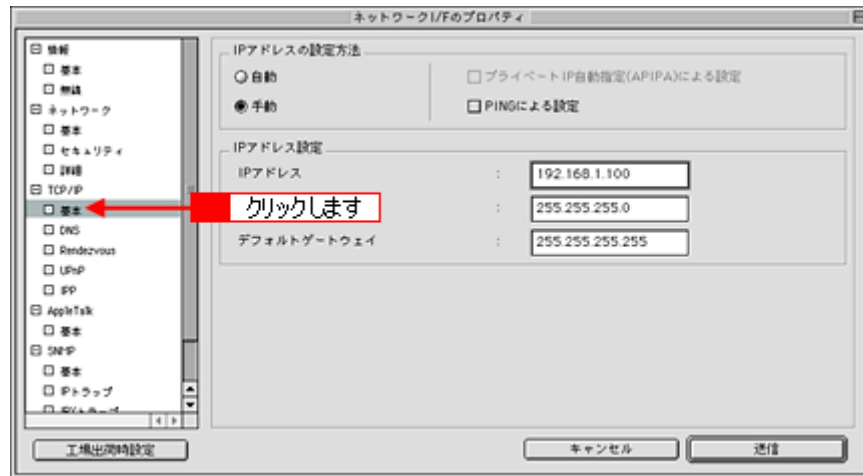 ネットワークI/Fのプロパティ
情報
基本
無線
ネットワーク
基本
セキュリティ
詳細
TCP/IP
基本
DNS
Rendezvous
UPnP
IPP
AppleTalk
基本
SNMP
基本
IPトラップ
クリックします
IPアドレスの設定方法
自動
プライベートIP自動指定(APIPA)による設定
手動
PINGによる設定
IPアドレス設定
IPアドレス : 192.168.1.100
255.255.255.0
デフォルトゲートウェイ : 255.255.255.255
工場出荷時設定
キャンセル
送信